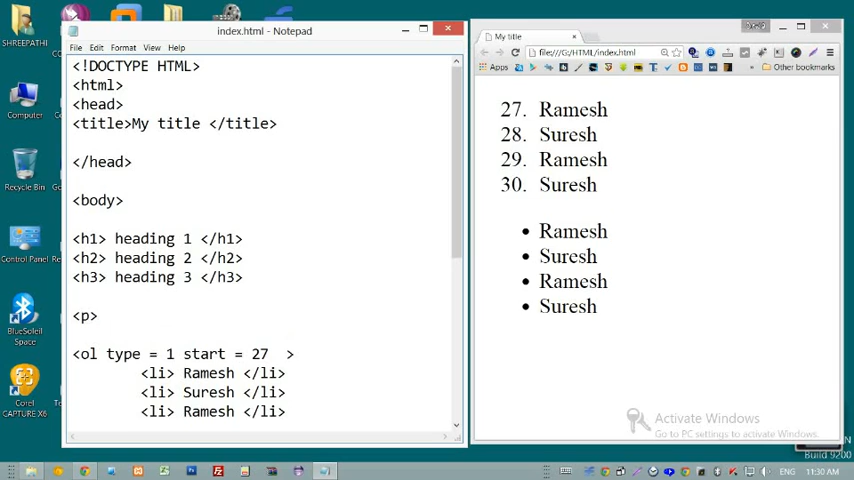 SREEPATHI
Computer
Recycle Bin
Control Panel
BlueSoleil
Space
Corel
CAPTURE X6
index.html - Notepad
File Edit Format View Help
<!DOCTYPE HTML>
<html>
<head>
<title>My title </title>
</head>
<body>
<h1> heading 1 </h1>
<h2> heading 2 </h2>
<h3> heading 3 </h3>
<p>
<ol type = 1 start = 27  >
<li> Ramesh </li>
<li> Suresh </li>
<li> Ramesh </li>
My title
file:///G:/HTML/index.html
Apps
Other bookmarks
27. Ramesh
28. Suresh
29. Ramesh
30. Suresh
• Ramesh
• Suresh
• Ramesh
• Suresh
Activate Windows
Go to PC settings to activate Windows.
Build 9200
ENG 11:30 AM